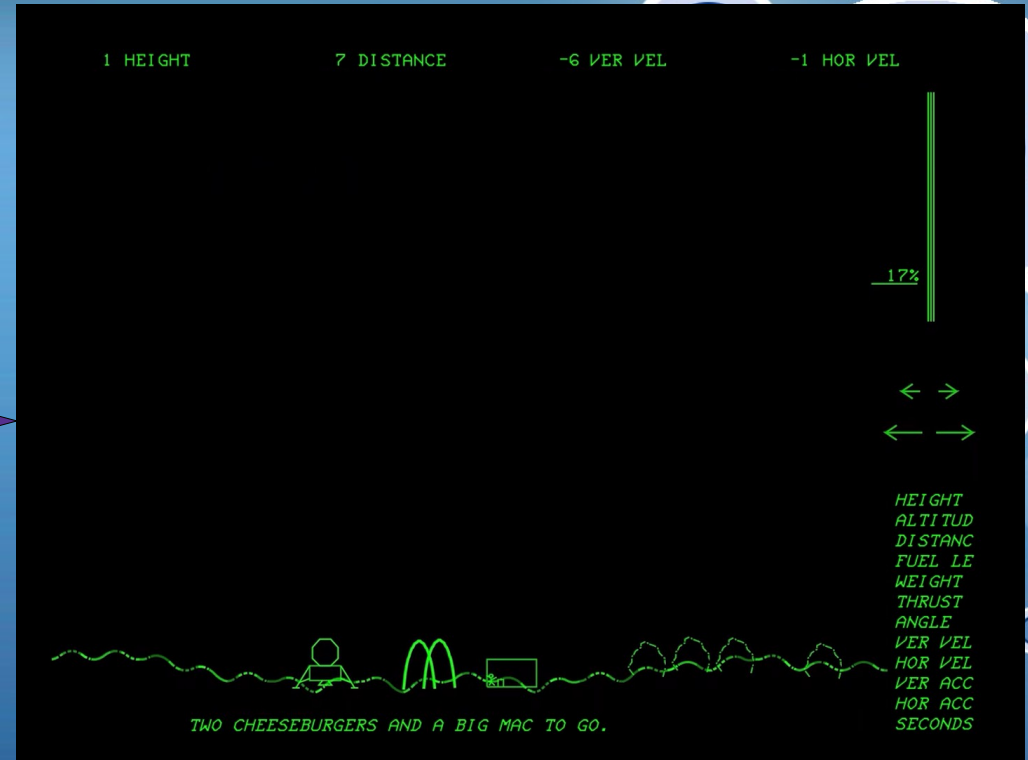 1 HEIGHT 7 DISTANCE -6 VER VEL -1 HOR VEL
17%
HEIGHT
ALTITUD
DISTANC
FUEL LE
WEIGHT
THRUST
ANGLE
VER VEL
HOR VEL
VER ACC
HOR ACC
SECONDS
TWO CHEESEBURGERS AND A BIG MAC TO GO.